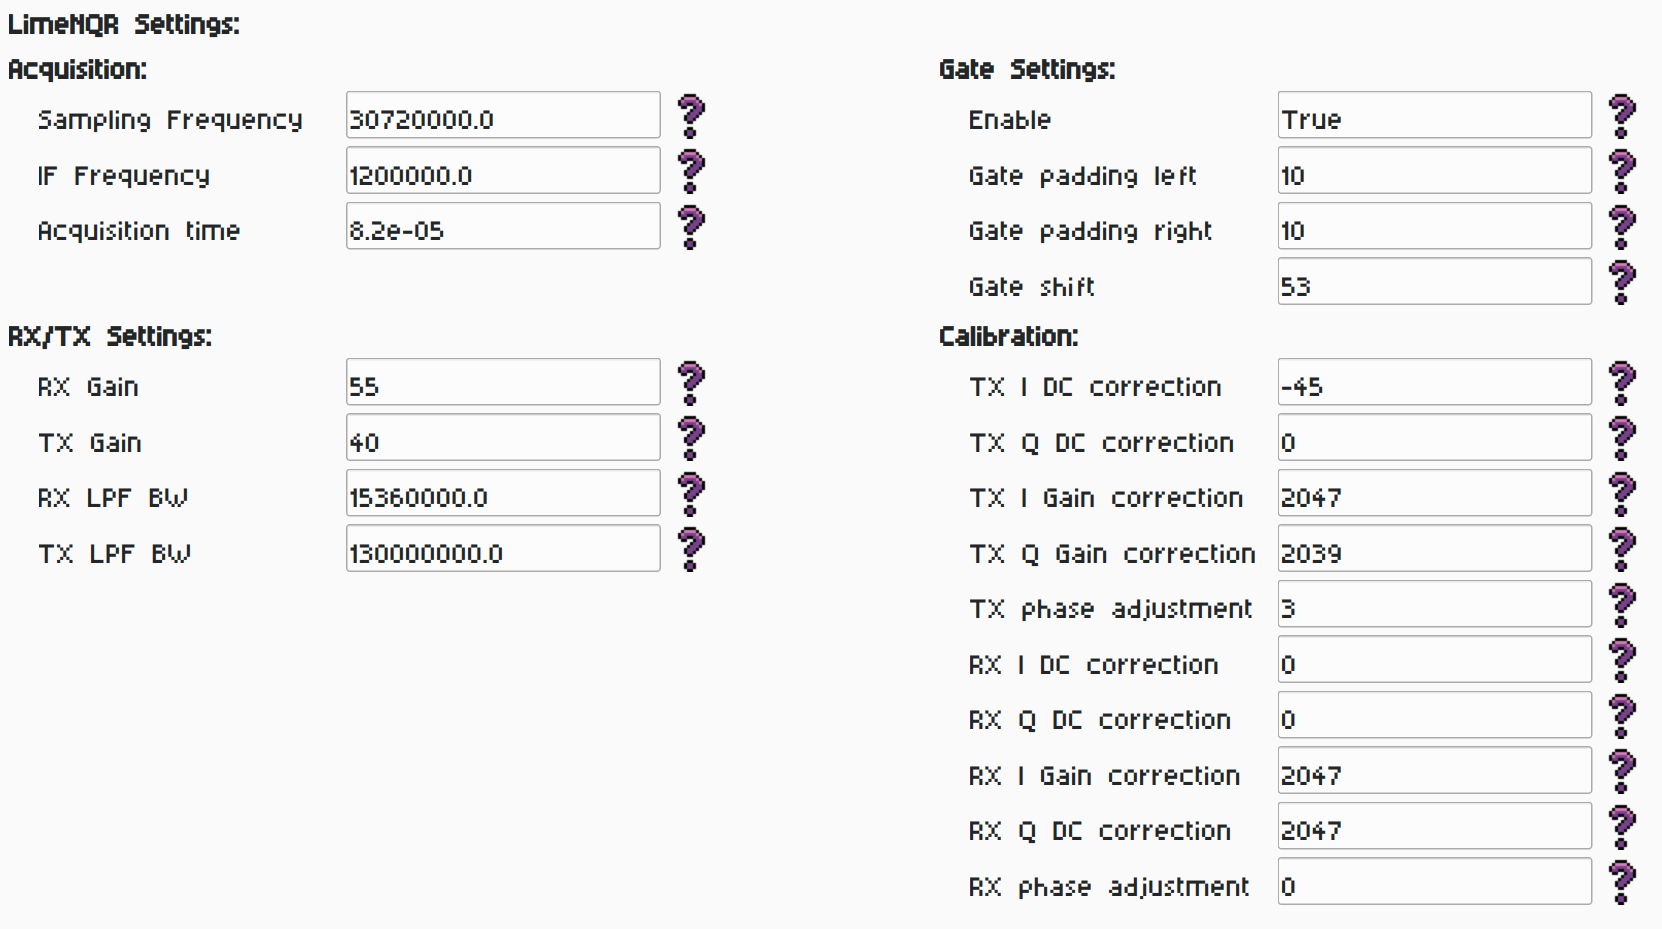 LimeNQR Settings:
Acquisition:
Sampling Frequency 30720000.0
IF Frequency 1200000.0
Acquisition time 8.2e-05
RX/TX Settings:
RX Gain 55
TX Gain 40
RX LPF BW 15360000.0
TX LPF BW 130000000.0
Gate Settings:
Enable True
Gate padding left 10
Gate padding right 10
Gate shift 53
Calibration:
TX I DC correction -45
TX Q DC correction 0
TX I Gain correction 2047
TX Q Gain correction 2039
TX phase adjustment 3
RX I DC correction 0
RX Q DC correction 0
RX I Gain correction 2047
RX Q DC correction 2047
RX phase adjustment 0